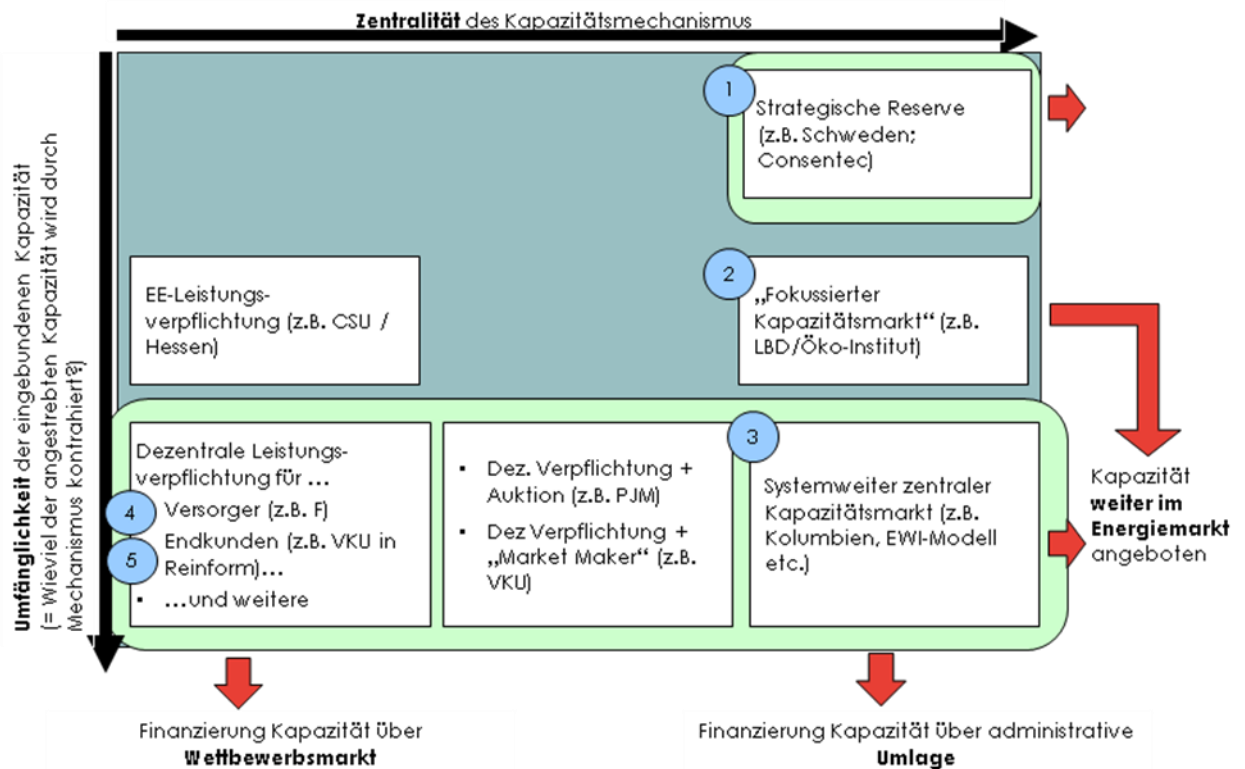 Zentralität des Kapazitätsmechanismus
Umfänglichkeit der eingebundenen Kapazität
(= Wieviel der angestrebten Kapazität wird durch
Mechanismus kontrahiert?)
1
Strategische Reserve
(z.B. Schweden;
Consentec)
EE-Leistungs-
verpflichtung (z.B. CSU /
Hessen)
2
„Fokussierter
Kapazitätsmarkt“ (z.B.
LBD/Öko-Institut)
Dezentrale Leistungs-
verpflichtung für ...
4
Versorger (z.B. F)
5
Endkunden (z.B. VKU in
Reinform)...
▪ ...und weitere
▪ Dez. Verpflichtung +
Auktion (z.B. PJM)
▪ Dez Verpflichtung +
„Market Maker“ (z.B.
VKU)
3
Systemweiter zentraler
Kapazitätsmarkt (z.B.
Kolumbien, EWI-Modell
etc.)
Kapazität
weiter im
Energiemarkt
angeboten
Finanzierung Kapazität über
Wettbewerbsmarkt
Finanzierung Kapazität über administrative
Umlage